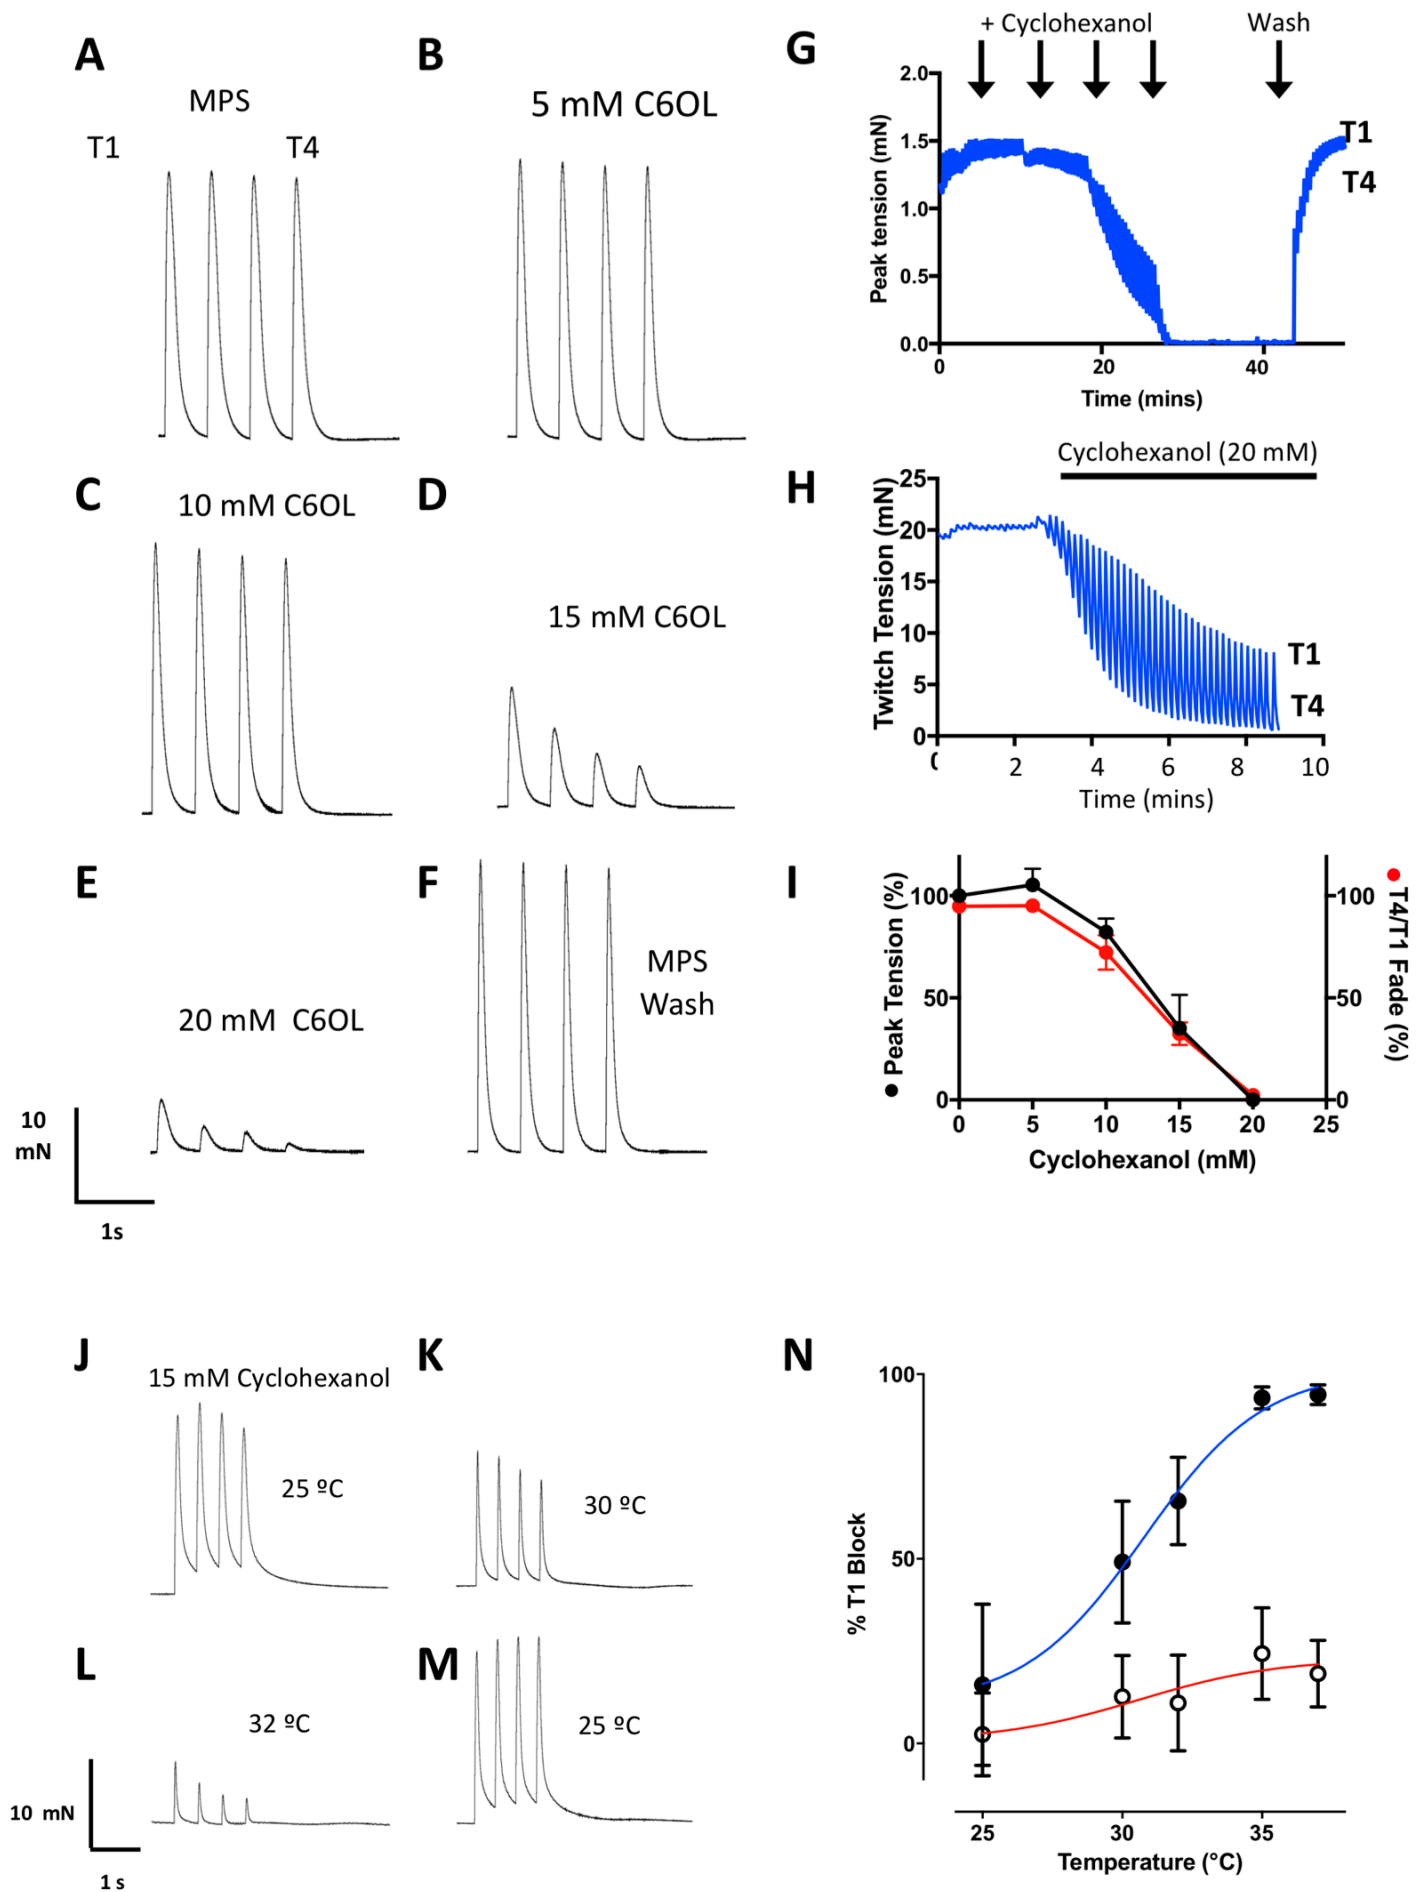 A
MPS
T1
T4
B
5 mM C6OL
C
10 mM C6OL
D
15 mM C6OL
E
20 mM C6OL
10
mN
1s
F
MPS
Wash
G
+ Cyclohexanol
Wash
2.0
1.5
1.0
0.5
0.0
Peak tension (mN)
0
20
40
Time (mins)
T1
T4
H
Cyclohexanol (20 mM)
25
20
15
10
5
0
Twitch Tension (mN)
2
4
6
8
10
Time (mins)
T1
T4
I
Peak Tension (%)
100
50
0
100
50
0
T4/T1 Fade (%)
0
5
10
15
20
25
Cyclohexanol (mM)
J
15 mM Cyclohexanol
25 ºC
K
30 ºC
L
32 ºC
10 mN
1 s
M
25 ºC
N
100
50
0
% T1 Block
25
30
35
Temperature (°C)